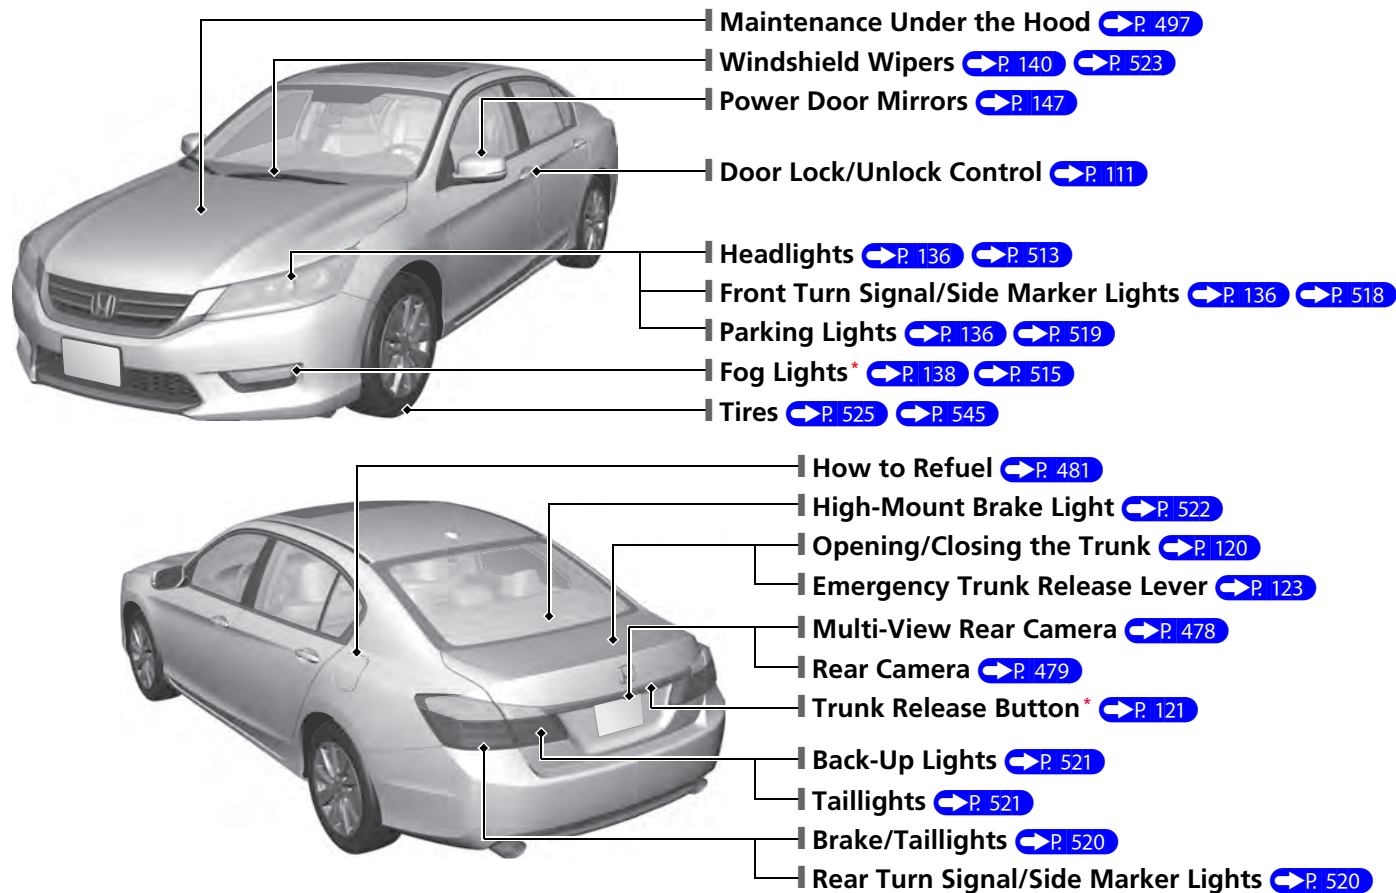 Maintenance Under the Hood P. 497
Windshield Wipers P. 140 P. 523
Power Door Mirrors P. 147
Door Lock/Unlock Control P. 111
Headlights P. 136 P. 513
Front Turn Signal/Side Marker Lights P. 136 P. 518
Parking Lights P. 136 P. 519
Fog Lights* P. 138 P. 515
Tires P. 525 P. 545
How to Refuel P. 481
High-Mount Brake Light P. 522
Opening/Closing the Trunk P. 120
Emergency Trunk Release Lever P. 123
Multi-View Rear Camera P. 478
Rear Camera P. 479
Trunk Release Button* P. 121
Back-Up Lights P. 521
Taillights P. 521
Brake/Taillights P. 520
Rear Turn Signal/Side Marker Lights P. 520